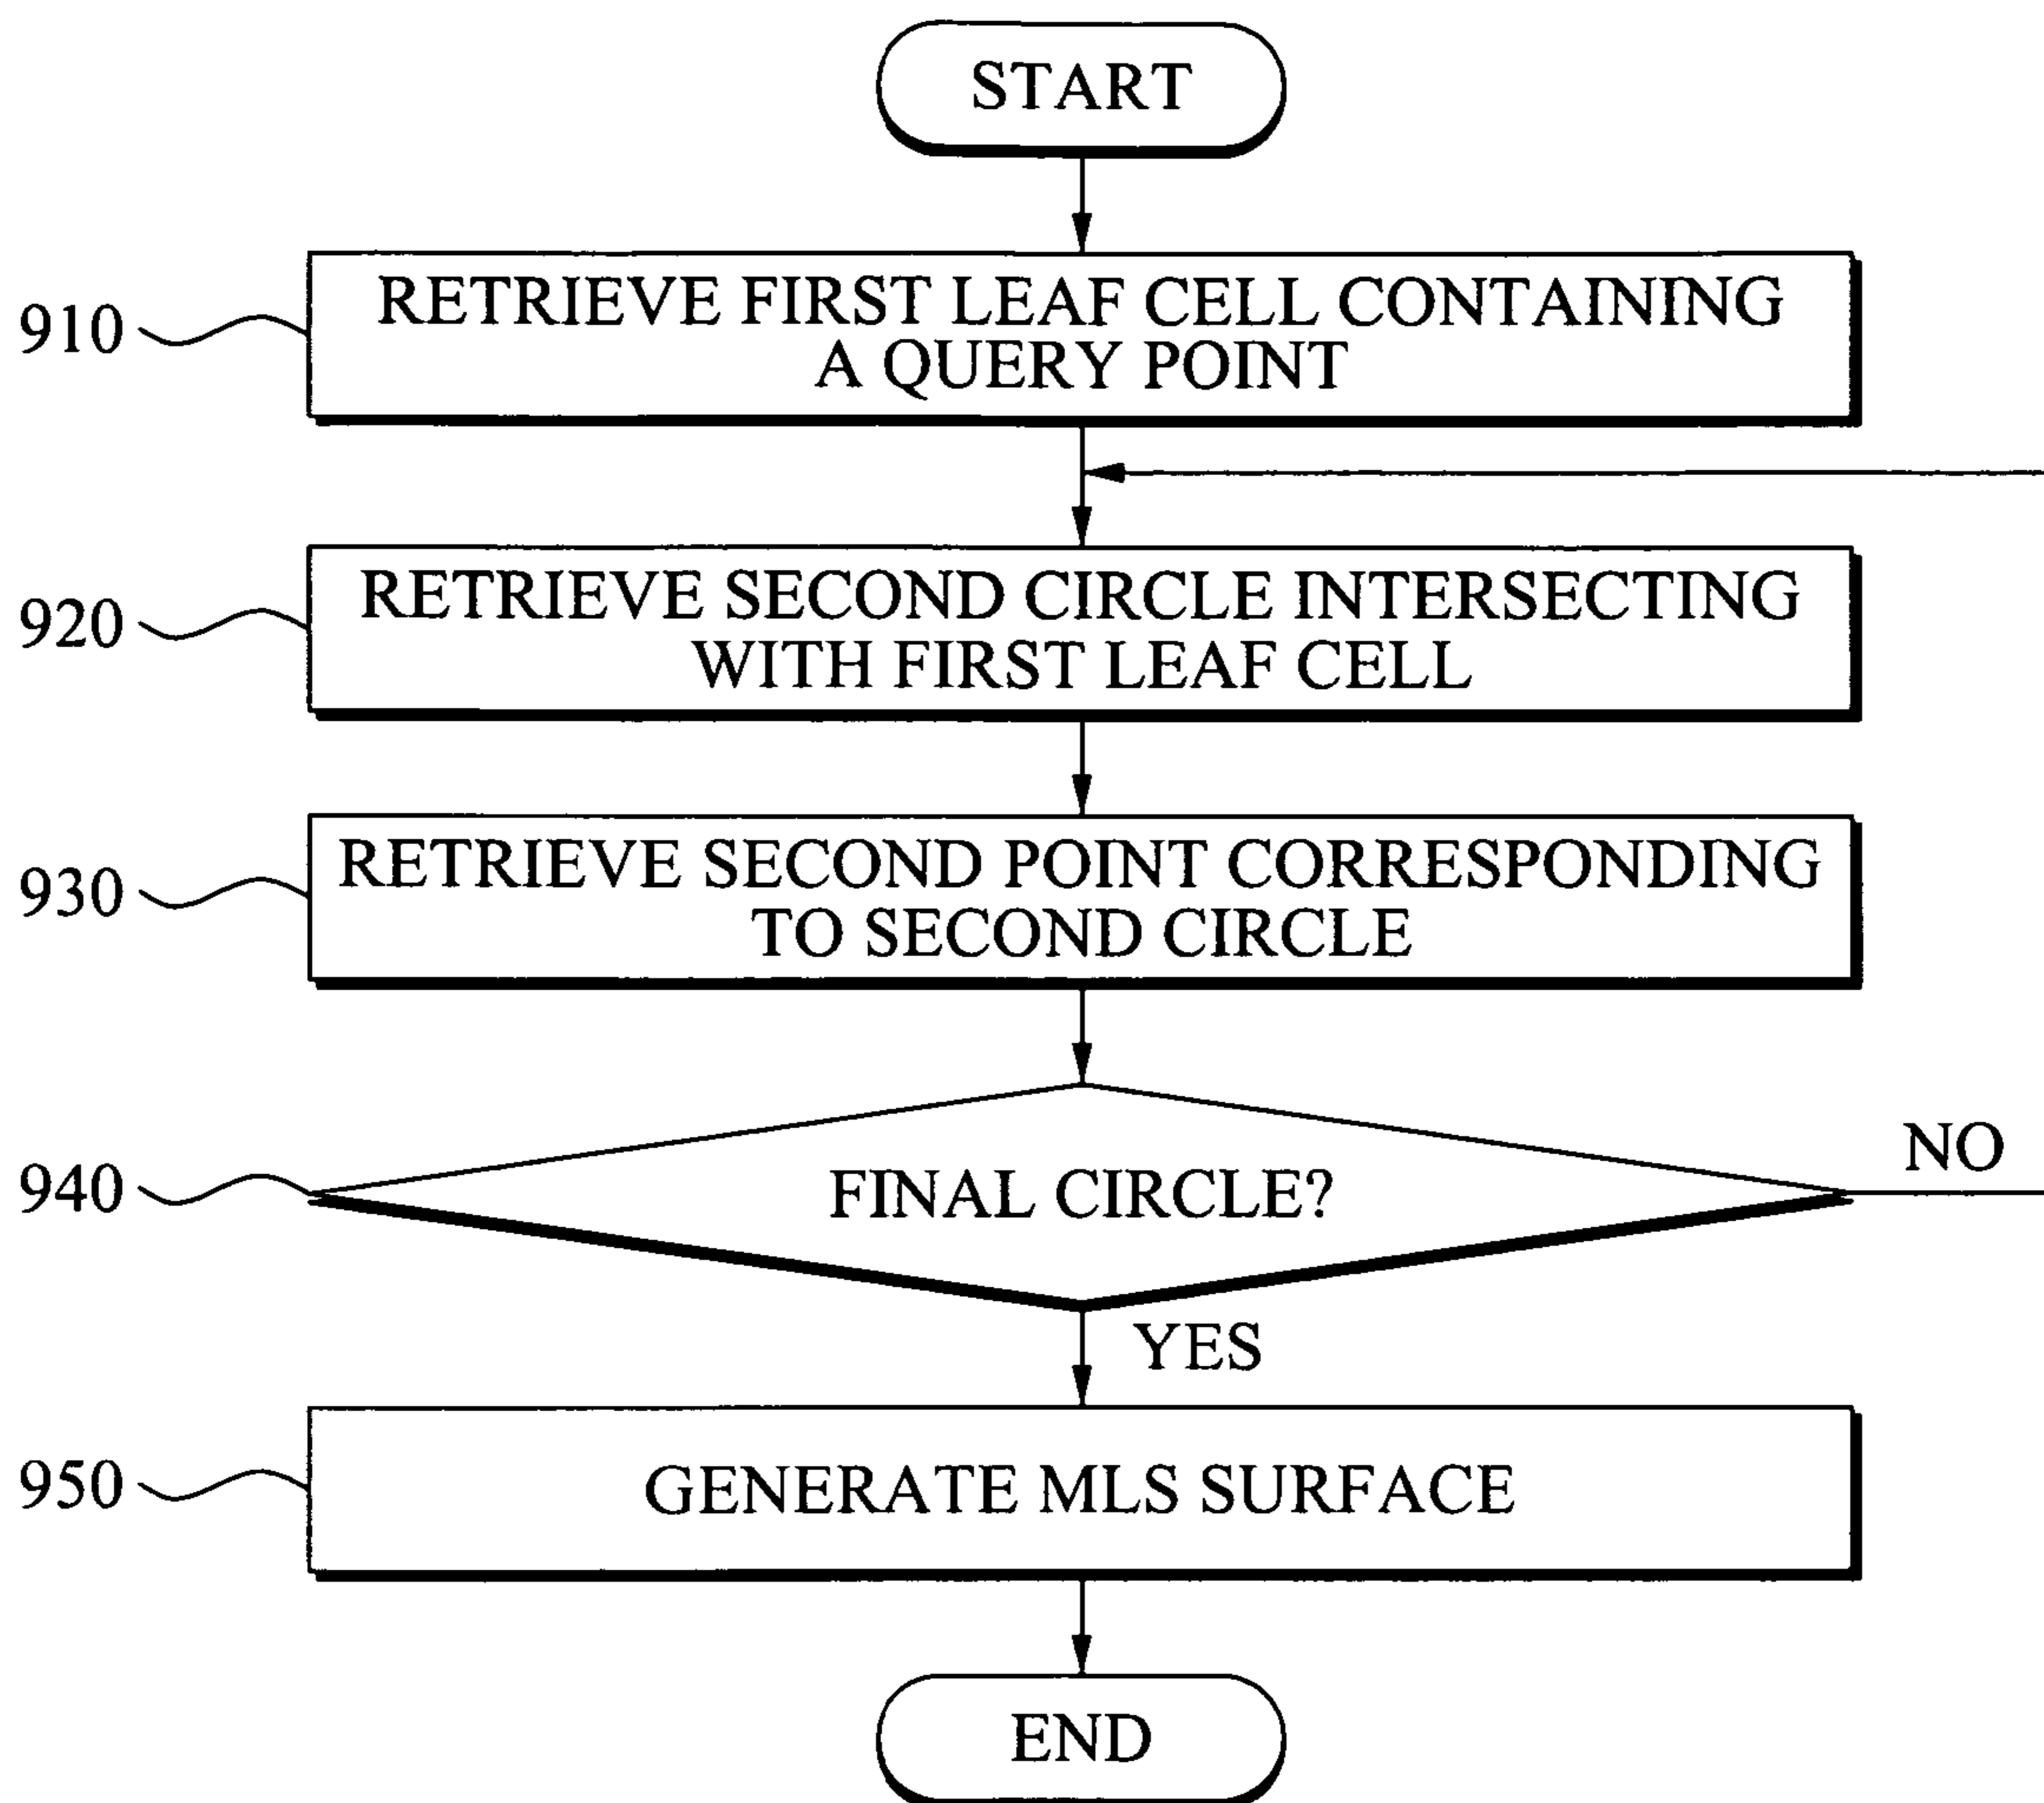 START
910
RETRIEVE FIRST LEAF CELL CONTAINING
A QUERY POINT
920
RETRIEVE SECOND CIRCLE INTERSECTING
WITH FIRST LEAF CELL
930
RETRIEVE SECOND POINT CORRESPONDING
TO SECOND CIRCLE
940
FINAL CIRCLE?
NO
YES
950
GENERATE MLS SURFACE
END